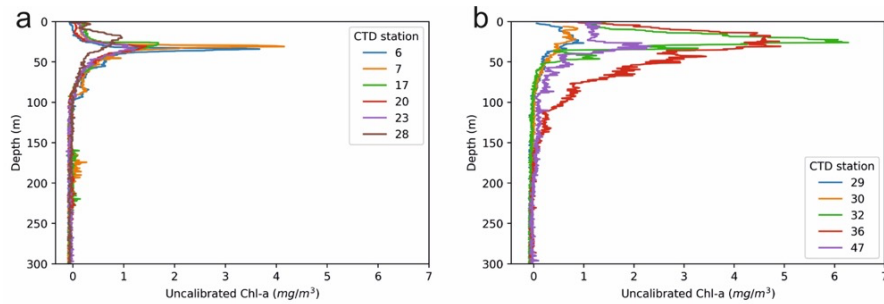 a
CTD station
6
7
17
20
23
28
0
50
100
150
200
250
300
Depth (m)
0 1 2 3 4 5 6 7
Uncalibrated Chl-a (mg/m³)
b
CTD station
29
30
32
36
47
0
50
100
150
200
250
300
Depth (m)
0 1 2 3 4 5 6 7
Uncalibrated Chl-a (mg/m³)